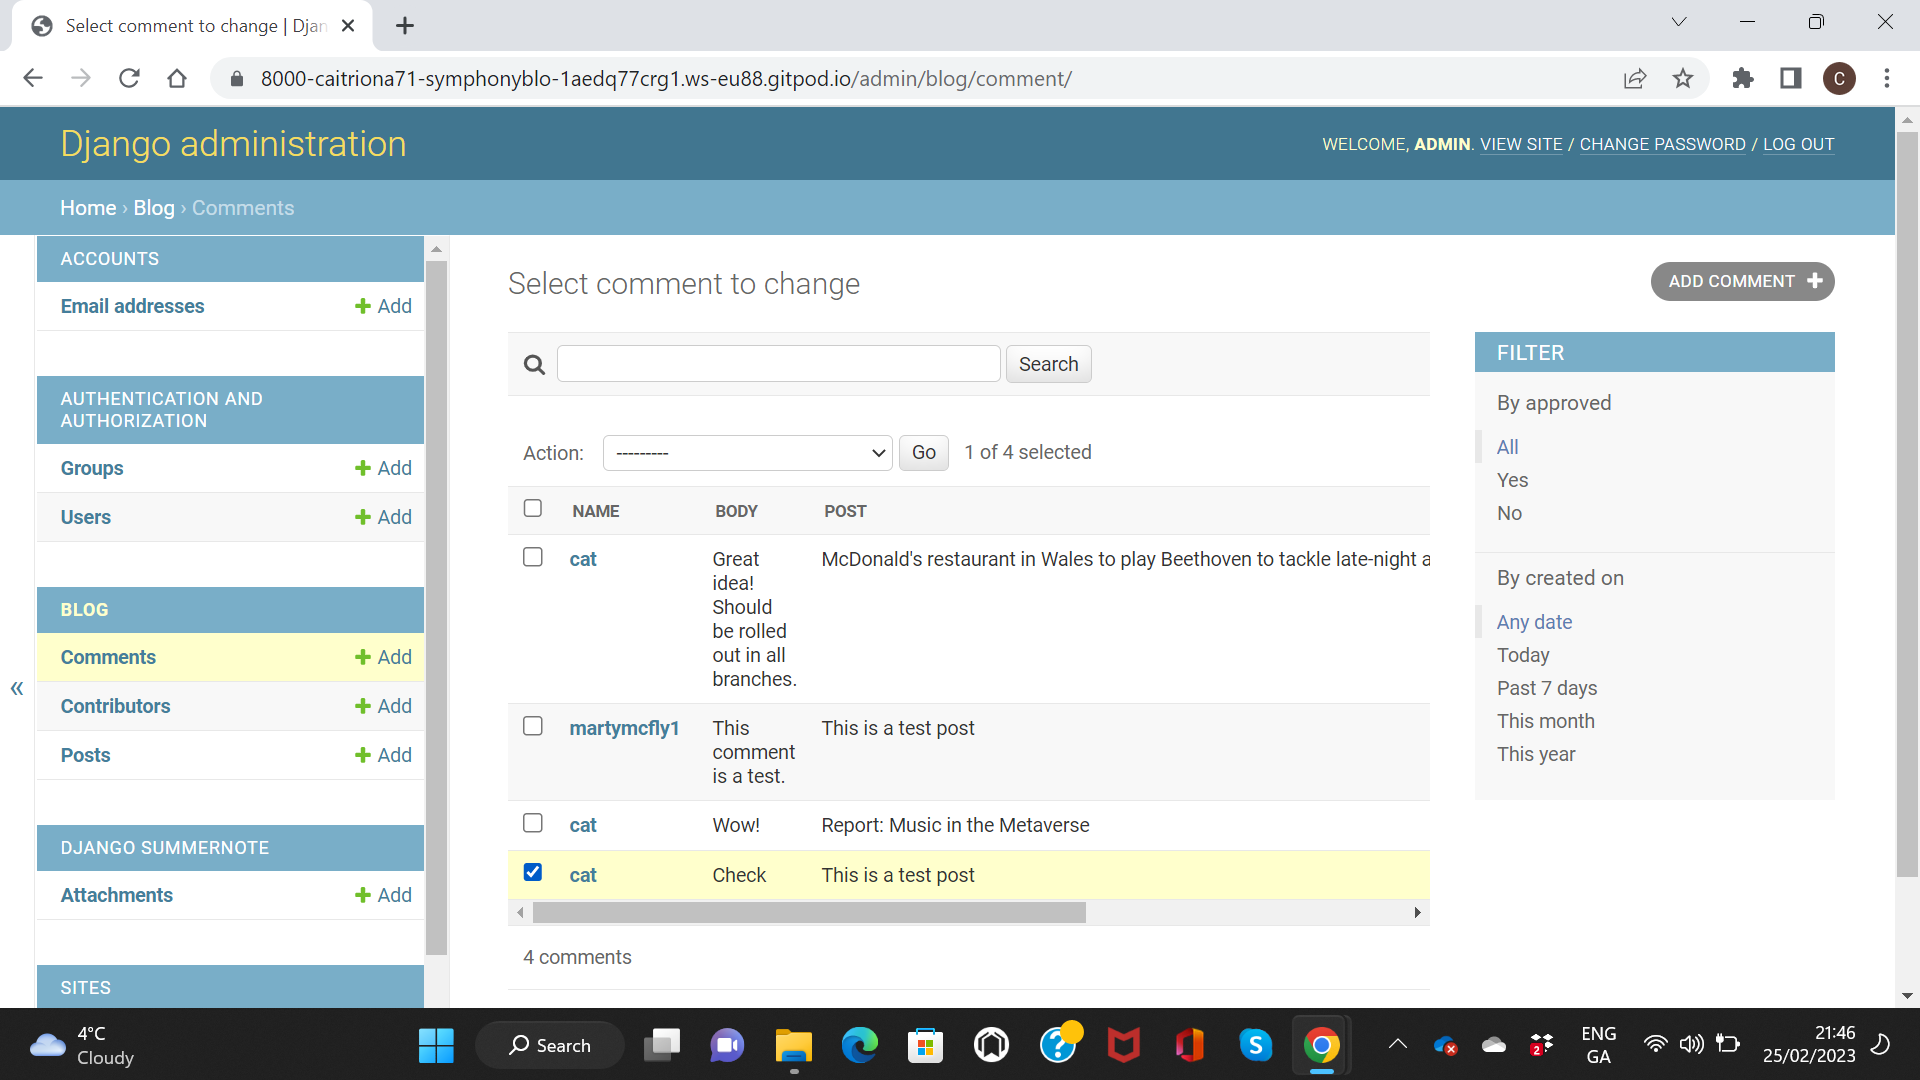 Select comment to change | Djan
8000-caitriona71-symphonyblo-1aedq77crg1.ws-eu88.gitpod.io/admin/blog/comment/
C
Django administration
WELCOME, ADMIN. VIEW SITE / CHANGE PASSWORD / LOG OUT
Home › Blog › Comments
ACCOUNTS
Email addresses + Add
AUTHENTICATION AND
AUTHORIZATION
Groups + Add
Users + Add
BLOG
Comments + Add
Contributors + Add
Posts + Add
DJANGO SUMMERNOTE
Attachments + Add
SITES
«
Select comment to change
ADD COMMENT +
Search
Action: --------- Go 1 of 4 selected
NAME BODY POST
cat Great McDonald's restaurant in Wales to play Beethoven to tackle late-night a
idea!
Should
be rolled
out in all
branches.
martymcfly1 This This is a test post
comment
is a test.
cat Wow! Report: Music in the Metaverse
cat Check This is a test post
4 comments
FILTER
By approved
All
Yes
No
By created on
Any date
Today
Past 7 days
This month
This year
4°C
Cloudy
Search
?
S
2
ENG
GA
21:46
25/02/2023